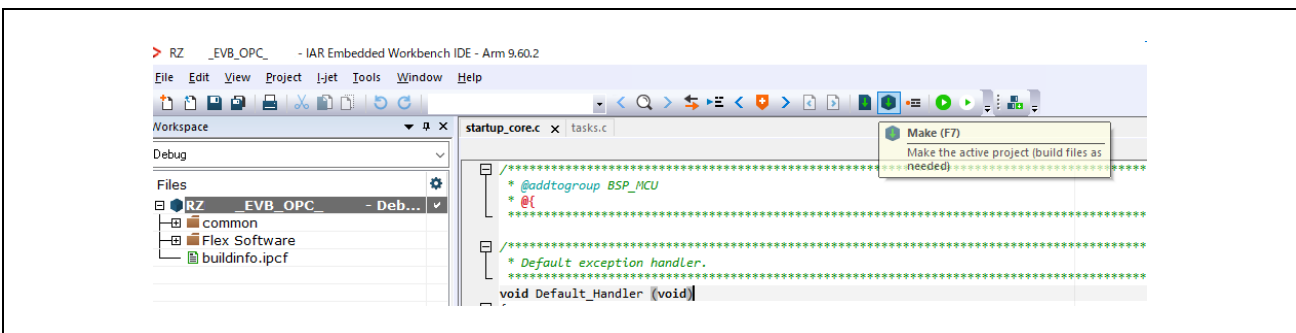 RZ _EVB_OPC_ - IAR Embedded Workbench IDE - Arm 9.60.2
File Edit View Project I-jet Tools Window Help
Workspace
startup_core.c x tasks.c
Make (F7)
Make the active project (build files as
needed)
Debug
Files
RZ _EVB_OPC_ - Deb...
common
Flex Software
buildinfo.ipcf
/*******************************************************************************************
* @addtogroup BSP_MCU
* @{
*******************************************************************************************
/*******************************************************************************************
* Default exception handler.
*******************************************************************************************
void Default_Handler (void)